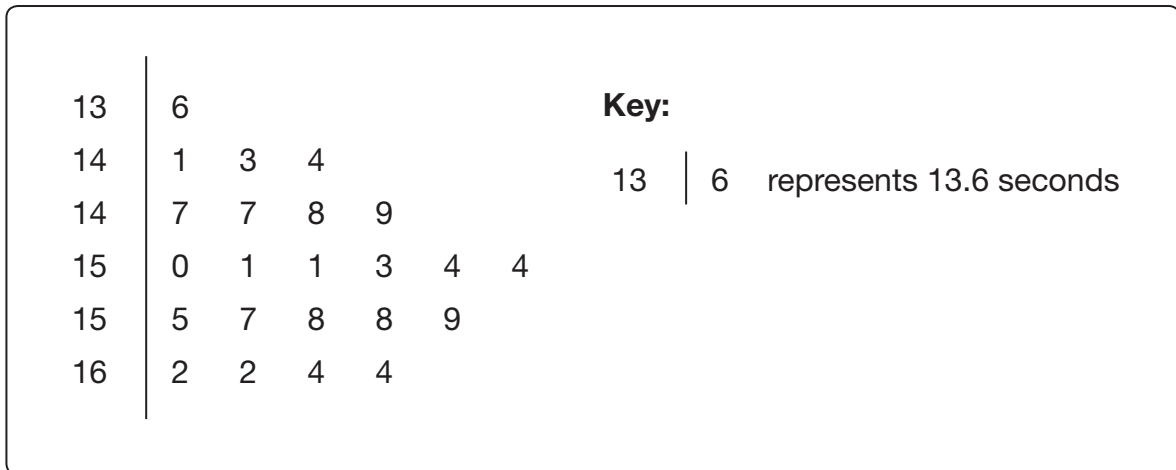 13 | 6
14 | 1 3 4
14 | 7 7 8 9
15 | 0 1 1 3 4 4
15 | 5 7 8 8 9
16 | 2 2 4 4
Key:
13 | 6 represents 13.6 seconds